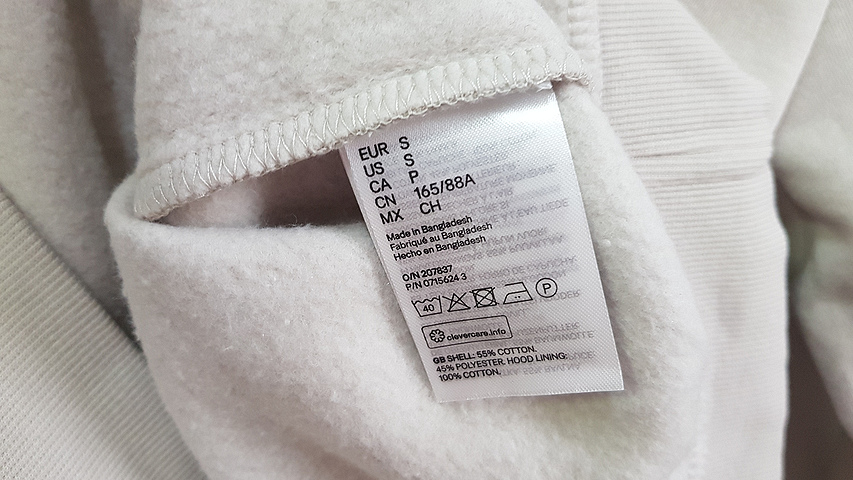 EUR S
US S
CA P
CN 165/88A
MX CH
Made in Bangladesh
Fabriqué au Bangladesh
Hecho en Bangladesh
O/N 207837
P/N 0715624 3
40 P
clevercare.info
GB SHELL: 55% COTTON.
45% POLYESTER. HOOD LINING:
100% COTTON.